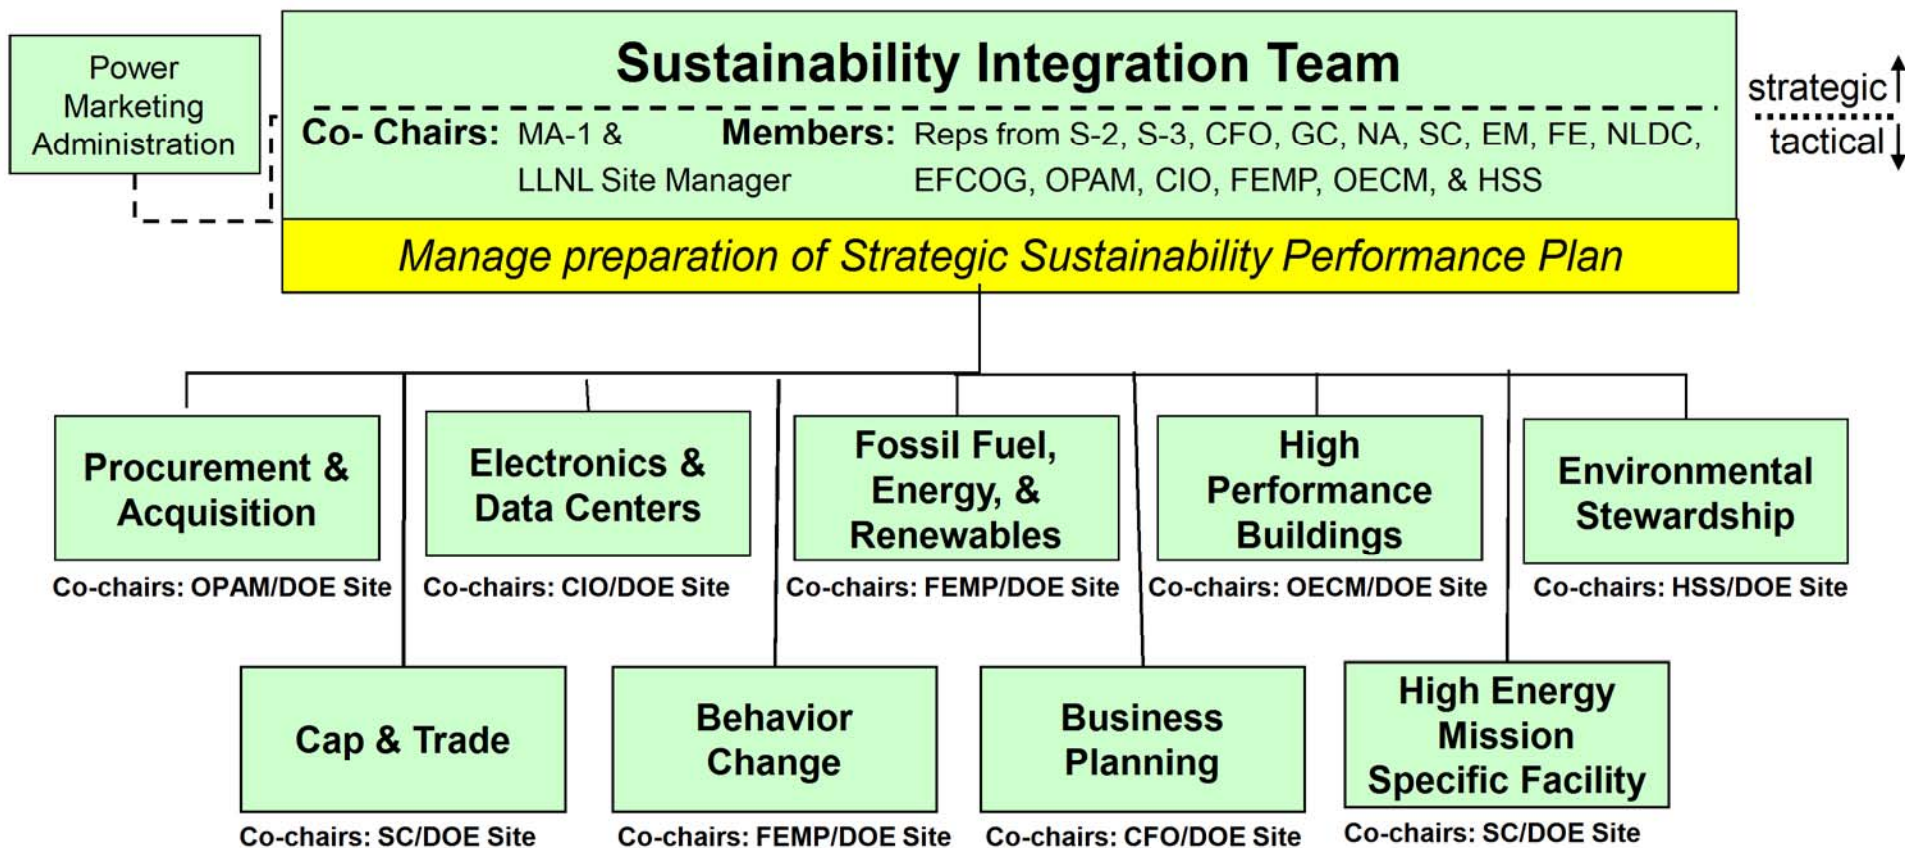 Power
Marketing
Administration
Sustainability Integration Team
strategic
tactical
Co- Chairs: MA-1 &
LLNL Site Manager
Members: Reps from S-2, S-3, CFO, GC, NA, SC, EM, FE, NLDC,
EFCOG, OPAM, CIO, FEMP, OECM, & HSS
Manage preparation of Strategic Sustainability Performance Plan
Procurement &
Acquisition
Co-chairs: OPAM/DOE Site
Electronics &
Data Centers
Co-chairs: CIO/DOE Site
Fossil Fuel,
Energy, &
Renewables
Co-chairs: FEMP/DOE Site
High
Performance
Buildings
Co-chairs: OECM/DOE Site
Environmental
Stewardship
Co-chairs: HSS/DOE Site
Cap & Trade
Co-chairs: SC/DOE Site
Behavior
Change
Co-chairs: FEMP/DOE Site
Business
Planning
Co-chairs: CFO/DOE Site
High Energy
Mission
Specific Facility
Co-chairs: SC/DOE Site